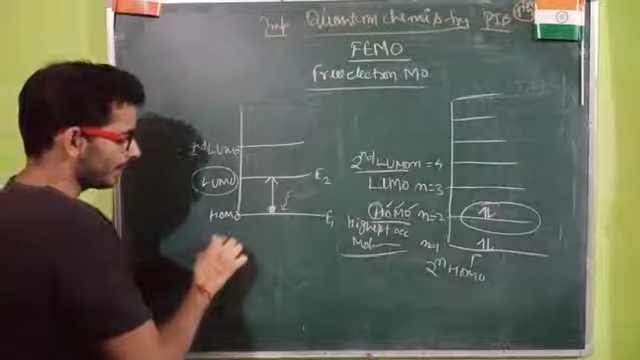 Imp Quantum chemistry PIB
FEMO
Free electron MO
2nd LUMO
LUMO
E2
HOMO
E1
2nd LUMO n=4
LUMO n=3
HOMO n=2
highest occ
Mol
n=1
2nd HOMO